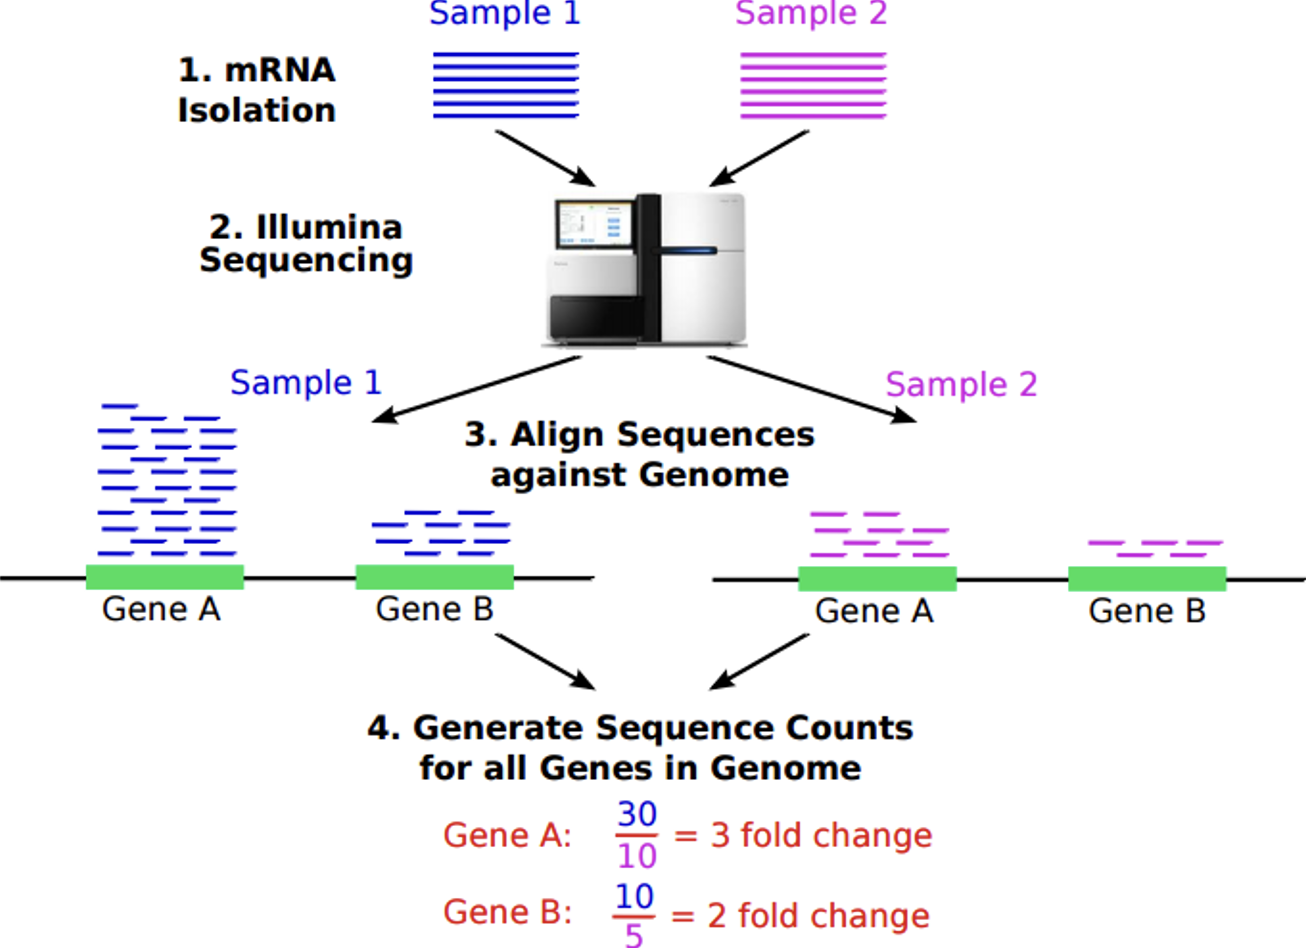 Sample 1
Sample 2
1. mRNA
Isolation
2. Illumina
Sequencing
Sample 1
Sample 2
3. Align Sequences
against Genome
Gene A
Gene B
Gene A
Gene B
4. Generate Sequence Counts
for all Genes in Genome
Gene A: 30/10 = 3 fold change
Gene B: 10/5 = 2 fold change